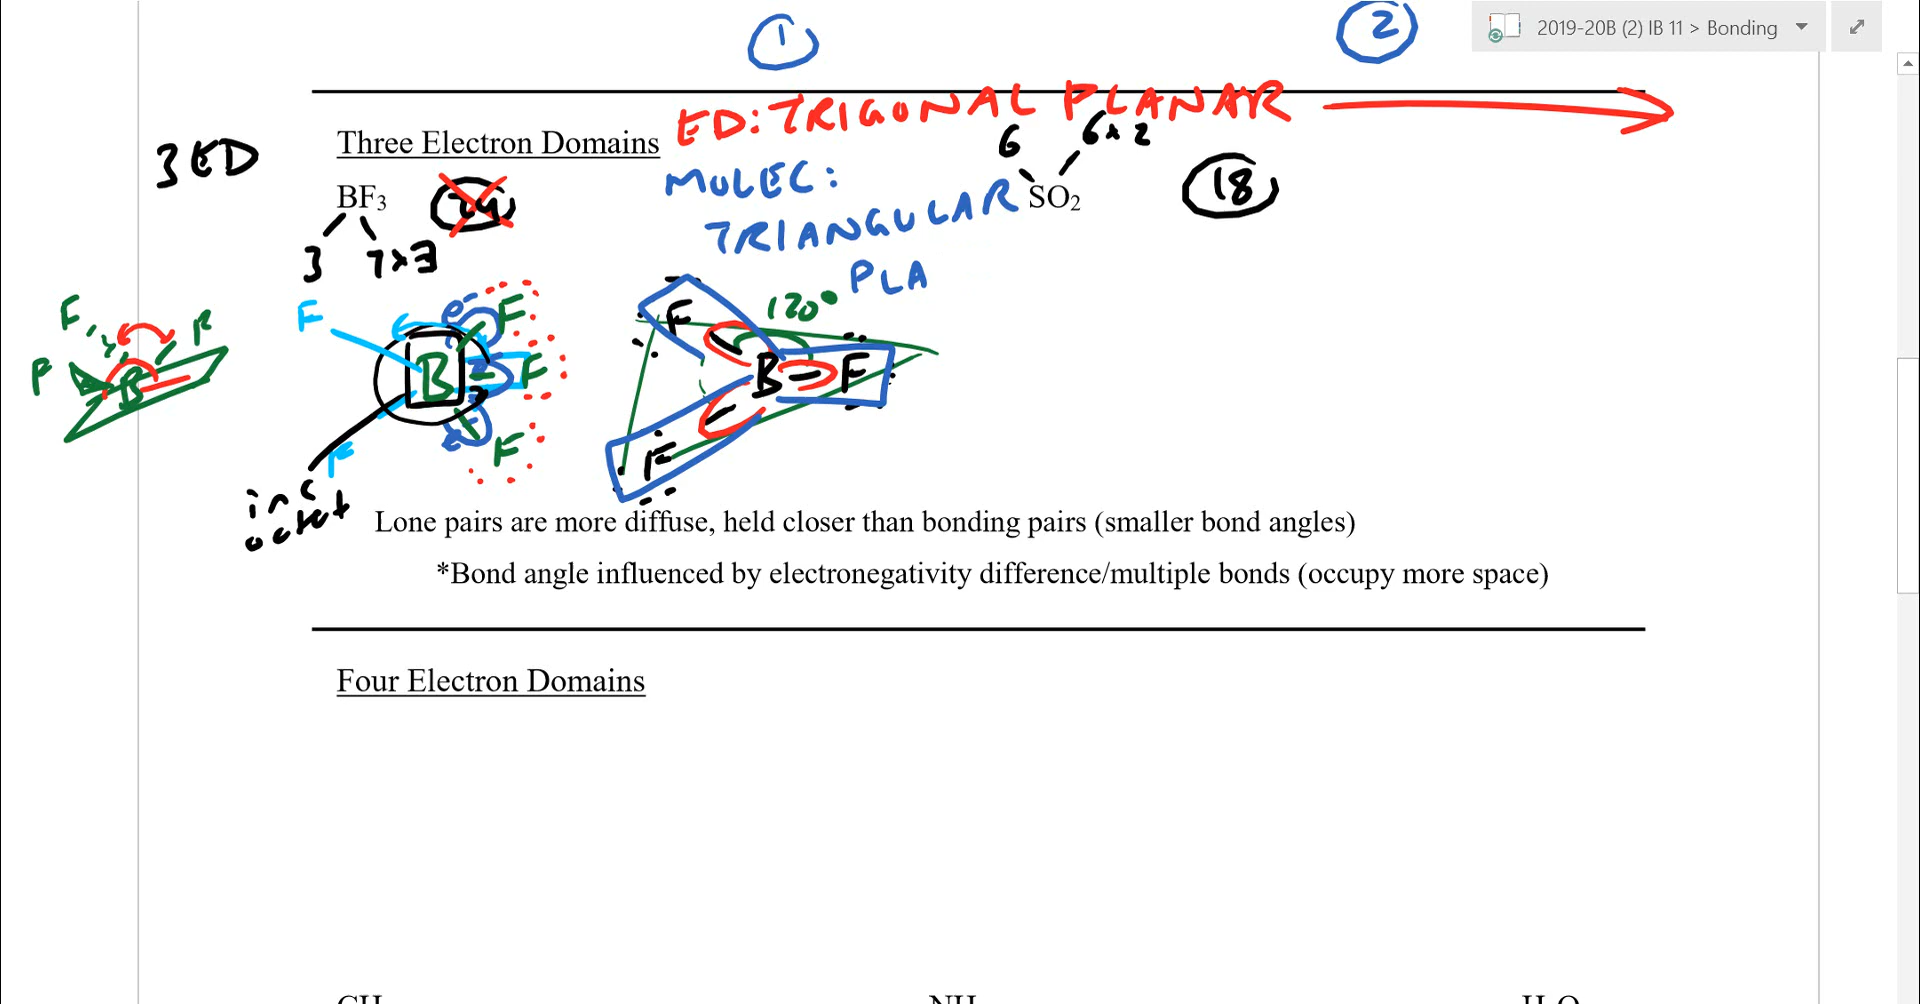 1
2
2019-20B (2) IB 11 > Bonding
ED: TRIGONAL PLANAR
3 ED
Three Electron Domains
6
6 x 2
MOLEC:
BF₃
24
SO₂
18
TRIANGULAR
3
7 x 3
PLA
F
F
F
F
120°
F
F
B
B
F
B
F
F
F
F
inc
octet
Lone pairs are more diffuse, held closer than bonding pairs (smaller bond angles)
*Bond angle influenced by electronegativity difference/multiple bonds (occupy more space)
Four Electron Domains